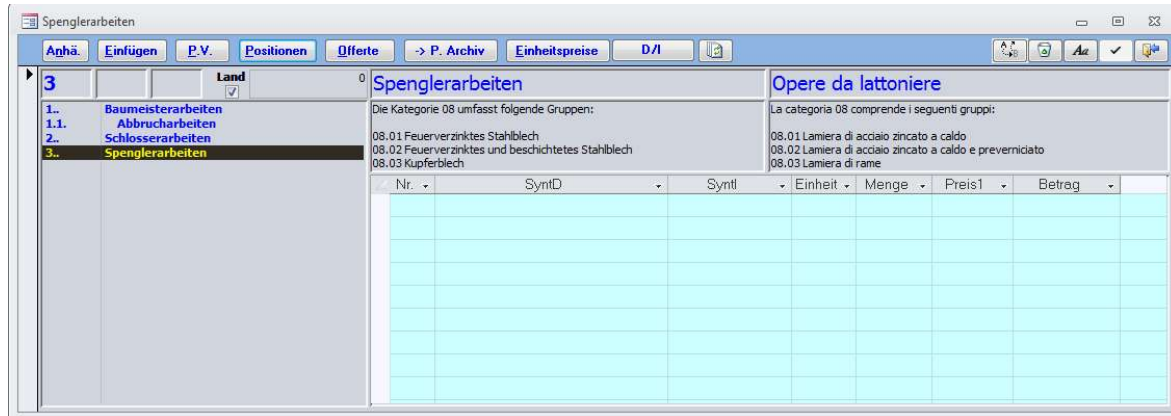 Spenglerarbeiten
Anhä. Einfügen P.V. Positionen Offerte -> P. Archiv Einheitspreise D/I Aa
3 Land 0
1.. Baumeisterarbeiten
1.1. Abbrucharbeiten
2.. Schlosserarbeiten
3.. Spenglerarbeiten
Spenglerarbeiten
Die Kategorie 08 umfasst folgende Gruppen:
08.01 Feuerverzinktes Stahlblech
08.02 Feuerverzinktes und beschichtetes Stahlblech
08.03 Kupferblech
Opere da lattoniere
La categoria 08 comprende i seguenti gruppi:
08.01 Lamiera di acciaio zincato a caldo
08.02 Lamiera di acciaio zincato a caldo e preverniciato
08.03 Lamiera di rame
Nr. SyntD SyntI Einheit Menge Preis1 Betrag